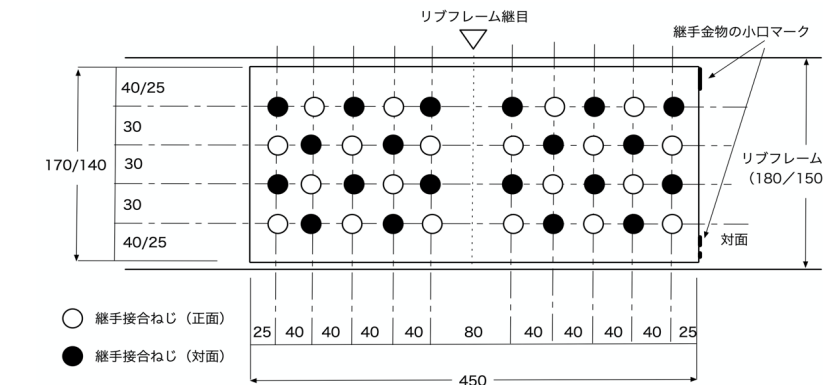 リブフレーム継目
継手金物の小口マーク
40/25
30
30
30
40/25
170/140
リブフレーム
（180／150
対面
継手接合ねじ（正面）
継手接合ねじ（対面）
25 40 40 40 40 80 40 40 40 40 25
450